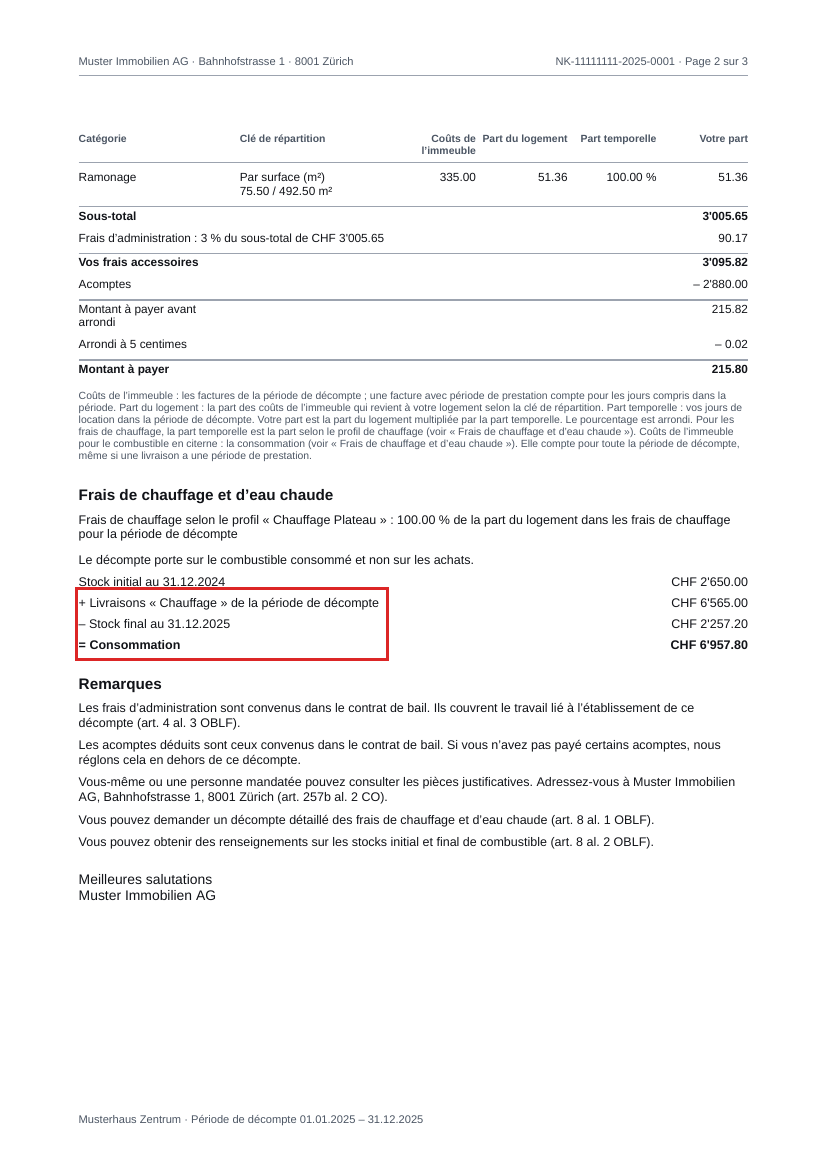 Muster Immobilien AG · Bahnhofstrasse 1 · 8001 Zürich NK-11111111-2025-0001 · Page 2 sur 3
Catégorie Clé de répartition Coûts de l’immeuble Part du logement Part temporelle Votre part
Ramonage Par surface (m²) 335.00 51.36 100.00 % 51.36
75.50 / 492.50 m²
Sous-total 3'005.65
Frais d’administration : 3 % du sous-total de CHF 3'005.65 90.17
Vos frais accessoires 3'095.82
Acomptes – 2'880.00
Montant à payer avant 215.82
arrondi
Arrondi à 5 centimes – 0.02
Montant à payer 215.80
Coûts de l’immeuble : les factures de la période de décompte ; une facture avec période de prestation compte pour les jours compris dans la
période. Part du logement : la part des coûts de l’immeuble qui revient à votre logement selon la clé de répartition. Part temporelle : vos jours de
location dans la période de décompte. Votre part est la part du logement multipliée par la part temporelle. Le pourcentage est arrondi. Pour les
frais de chauffage, la part temporelle est la part selon le profil de chauffage (voir « Frais de chauffage et d’eau chaude »). Coûts de l’immeuble
pour le combustible en citerne : la consommation (voir « Frais de chauffage et d’eau chaude »). Elle compte pour toute la période de décompte,
même si une livraison a une période de prestation.
Frais de chauffage et d’eau chaude
Frais de chauffage selon le profil « Chauffage Plateau » : 100.00 % de la part du logement dans les frais de chauffage
pour la période de décompte
Le décompte porte sur le combustible consommé et non sur les achats.
Stock initial au 31.12.2024 CHF 2'650.00
+ Livraisons « Chauffage » de la période de décompte CHF 6'565.00
– Stock final au 31.12.2025 CHF 2'257.20
= Consommation CHF 6'957.80
Remarques
Les frais d’administration sont convenus dans le contrat de bail. Ils couvrent le travail lié à l’établissement de ce
décompte (art. 4 al. 3 OBLF).
Les acomptes déduits sont ceux convenus dans le contrat de bail. Si vous n’avez pas payé certains acomptes, nous
réglons cela en dehors de ce décompte.
Vous-même ou une personne mandatée pouvez consulter les pièces justificatives. Adressez-vous à Muster Immobilien
AG, Bahnhofstrasse 1, 8001 Zürich (art. 257b al. 2 CO).
Vous pouvez demander un décompte détaillé des frais de chauffage et d’eau chaude (art. 8 al. 1 OBLF).
Vous pouvez obtenir des renseignements sur les stocks initial et final de combustible (art. 8 al. 2 OBLF).
Meilleures salutations
Muster Immobilien AG
Musterhaus Zentrum · Période de décompte 01.01.2025 – 31.12.2025